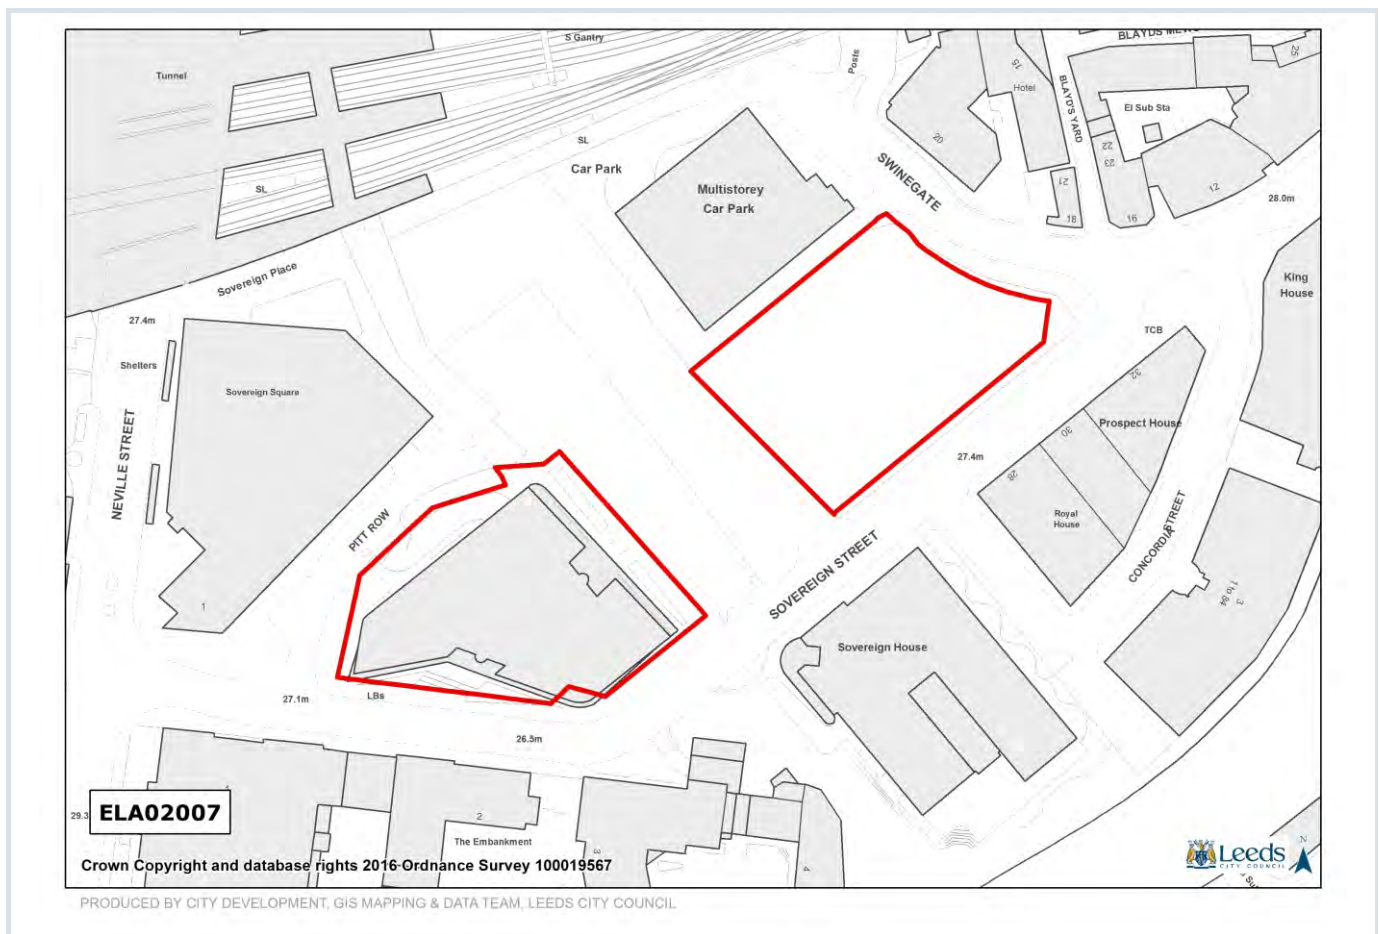 S Gantry
BLAYDS MEWS
25
Tunnel
Posts
15
Hotel
BLAYD'S YARD
El Sub Sta
20
22
23
SL
Car Park
SWINEGATE
Multistorey
Car Park
SL
21
12
18
16
28.0m
Sovereign Place
King
House
27.4m
TCB
Shelters
32
Sovereign Square
Prospect House
30
NEVILLE STREET
27.4m
28
Royal
House
PITT ROW
CONCORDIA STREET
SOVEREIGN STREET
3
1 to 84
1
Sovereign House
LBs
27.1m
26.5m
29.3
ELA02007
2
The Embankment
3
4
Crown Copyright and database rights 2016 Ordnance Survey 100019567
N
Leeds
CITY COUNCIL
PRODUCED BY CITY DEVELOPMENT, GIS MAPPING & DATA TEAM, LEEDS CITY COUNCIL